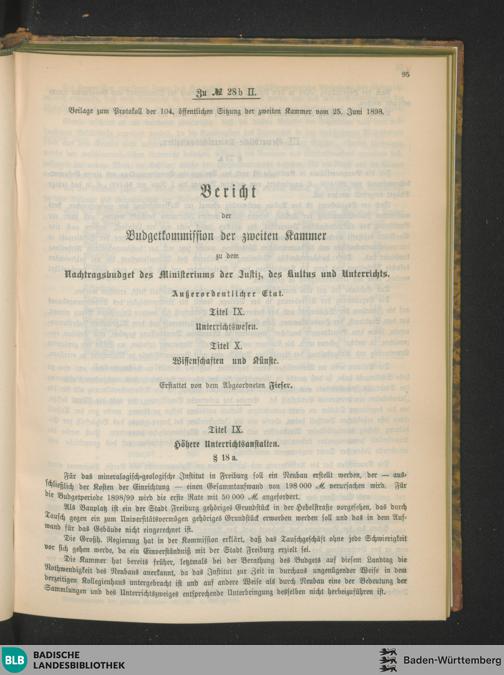 95
Zu № 28b II.
Beilage zum Protokoll der 104. öffentlichen Sitzung der zweiten Kammer vom 25. Juni 1898.
Bericht
der
Budgetkommission der zweiten Kammer
zu dem
Nachtragsbudget des Ministeriums der Justiz, des Kultus und Unterrichts.
Außerordentlicher Etat.
Titel IX.
Unterrichtswesen.
Titel X.
Wissenschaften und Künste.
Erstattet von dem Abgeordneten Fieser.
Titel IX.
Höhere Unterrichtsanstalten.
§ 18a.
Für das mineralogisch-geologische Institut in Freiburg soll ein Neubau erstellt werden, der — aus-
schließlich der Kosten der Einrichtung — einen Gesammtaufwand von 198 000 M. verursachen wird. Für
die Budgetperiode 1898/99 wird die erste Rate mit 50 000 M. angefordert.
Als Bauplatz ist ein der Stadt Freiburg gehöriges Grundstück in der Hebelstraße vorgesehen, das durch
Tausch gegen ein zum Universitätsvermögen gehöriges Grundstück erworben werden soll und das in dem Auf-
wand für das Gebäude nicht eingerechnet ist.
Die Großh. Regierung hat in der Kommission erklärt, daß das Tauschgeschäft ohne jede Schwierigkeit
vor sich gehen werde, da ein Einverständniß mit der Stadt Freiburg erzielt sei.
Die Kammer hat bereits früher, letztmals bei der Berathung des Budgets auf diesem Landtag die
Nothwendigkeit des Neubaus anerkannt, da das Institut zur Zeit in durchaus ungenügender Weise in dem
derzeitigen Kollegienhaus untergebracht ist und auf andere Weise als durch Neubau eine der Bedeutung der
Sammlungen und des Unterrichtszweiges entsprechende Unterbringung desselben nicht herbeizuführen ist.
BLB BADISCHE
LANDESBIBLIOTHEK
Baden-Württemberg